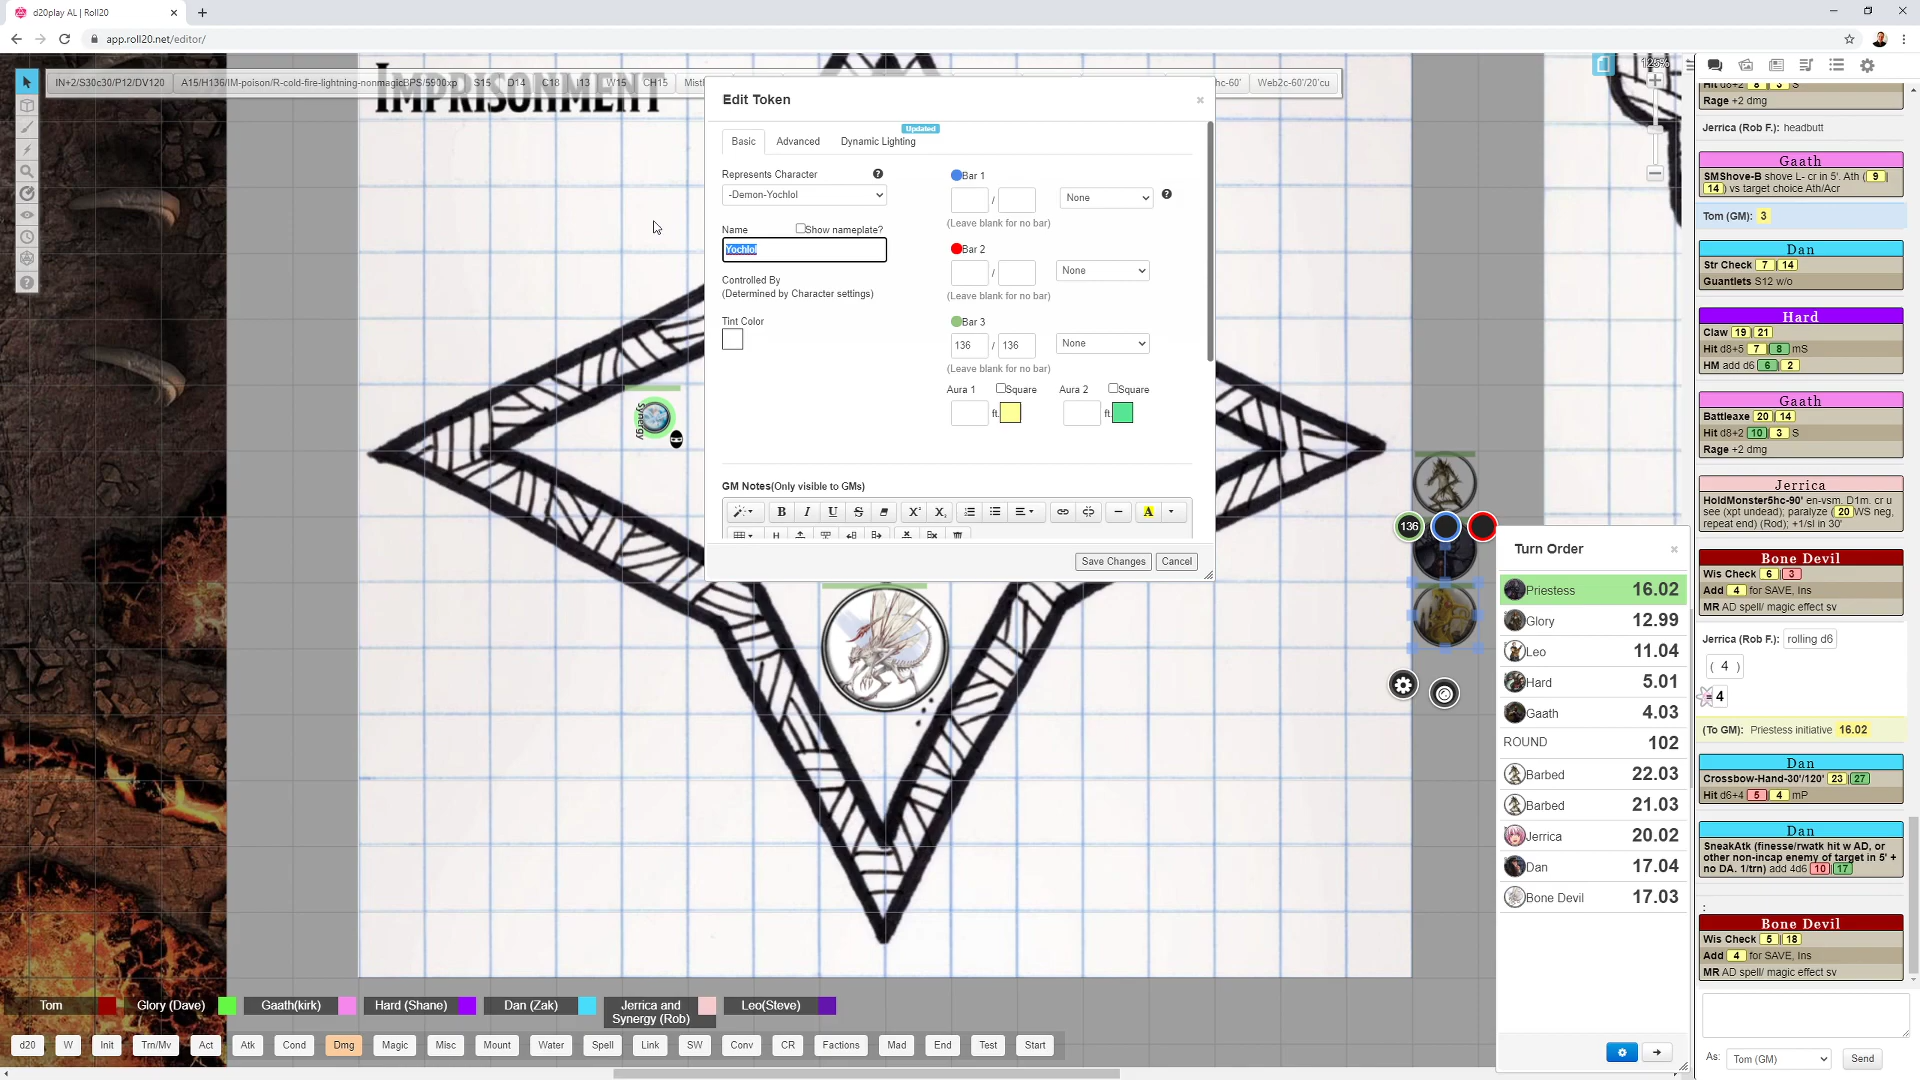 d20play AL | Roll20
app.roll20.net/editor/
IMPRISONMENT
IN+2/S30c30/P12/DV120
A15/H136/IM-poison/R-cold-fire-lightning-nonmagicBPS/5900xp
S15
D14
C18
I13
W15
CH15
hc-60'
Web2c-60'/20'cu
125%
Edit Token
Updated
Basic
Advanced
Dynamic Lighting
Represents Character
-Demon-Yochlol
Name
Show nameplate?
Yochlol
Controlled By
(Determined by Character settings)
Tint Color
Bar 1
/
None
(Leave blank for no bar)
Bar 2
/
None
(Leave blank for no bar)
Bar 3
136 / 136
None
(Leave blank for no bar)
Aura 1
Square
Aura 2
Square
ft.
ft.
GM Notes(Only visible to GMs)
B
I
U
S
A
H
Save Changes
Cancel
Synergy
136
Turn Order
Priestess 16.02
Glory 12.99
Leo 11.04
Hard 5.01
Gaath 4.03
ROUND 102
Barbed 22.03
Barbed 21.03
Jerrica 20.02
Dan 17.04
Bone Devil 17.03
Hit d8+2 8 3 S
Rage +2 dmg
Jerrica (Rob F.): headbutt
Gaath
SMShove-B shove L- cr in 5'. Ath ( 9 |
14 ) vs target choice Ath/Acr
Tom (GM): 3
Dan
Str Check 7 | 14
Guantlets S12 w/o
Hard
Claw 19 | 21
Hit d8+5 7 | 8 mS
HM add d6 6 | 2
Gaath
Battleaxe 20 | 14
Hit d8+2 10 | 3 S
Rage +2 dmg
Jerrica
HoldMonster5hc-90' en-vsm. D1m. cr u
see (xpt undead); paralyze ( 20 WS neg,
repeat end) (Rod); +1/sl in 30'
Bone Devil
Wis Check 6 | 3
Add 4 for SAVE, Ins
MR AD spell/ magic effect sv
Jerrica (Rob F.): rolling d6
( 4 )
= 4
(To GM): Priestess initiative 16.02
Dan
Crossbow-Hand-30'/120' 23 | 27
Hit d6+4 5 | 4 mP
Dan
SneakAtk (finesse/rwatk hit w AD, or
other non-incap enemy of target in 5' +
no DA. 1/trn) add 4d6 10 | 17
:
Bone Devil
Wis Check 5 | 18
Add 4 for SAVE, Ins
MR AD spell/ magic effect sv
As:
Tom (GM)
Send
Tom
Glory (Dave)
Gaath(kirk)
Hard (Shane)
Dan (Zak)
Jerrica and
Synergy (Rob)
Leo(Steve)
d20
W
Init
Trn/Mv
Act
Atk
Cond
Dmg
Magic
Misc
Mount
Water
Spell
Link
SW
Conv
CR
Factions
Mad
End
Test
Start